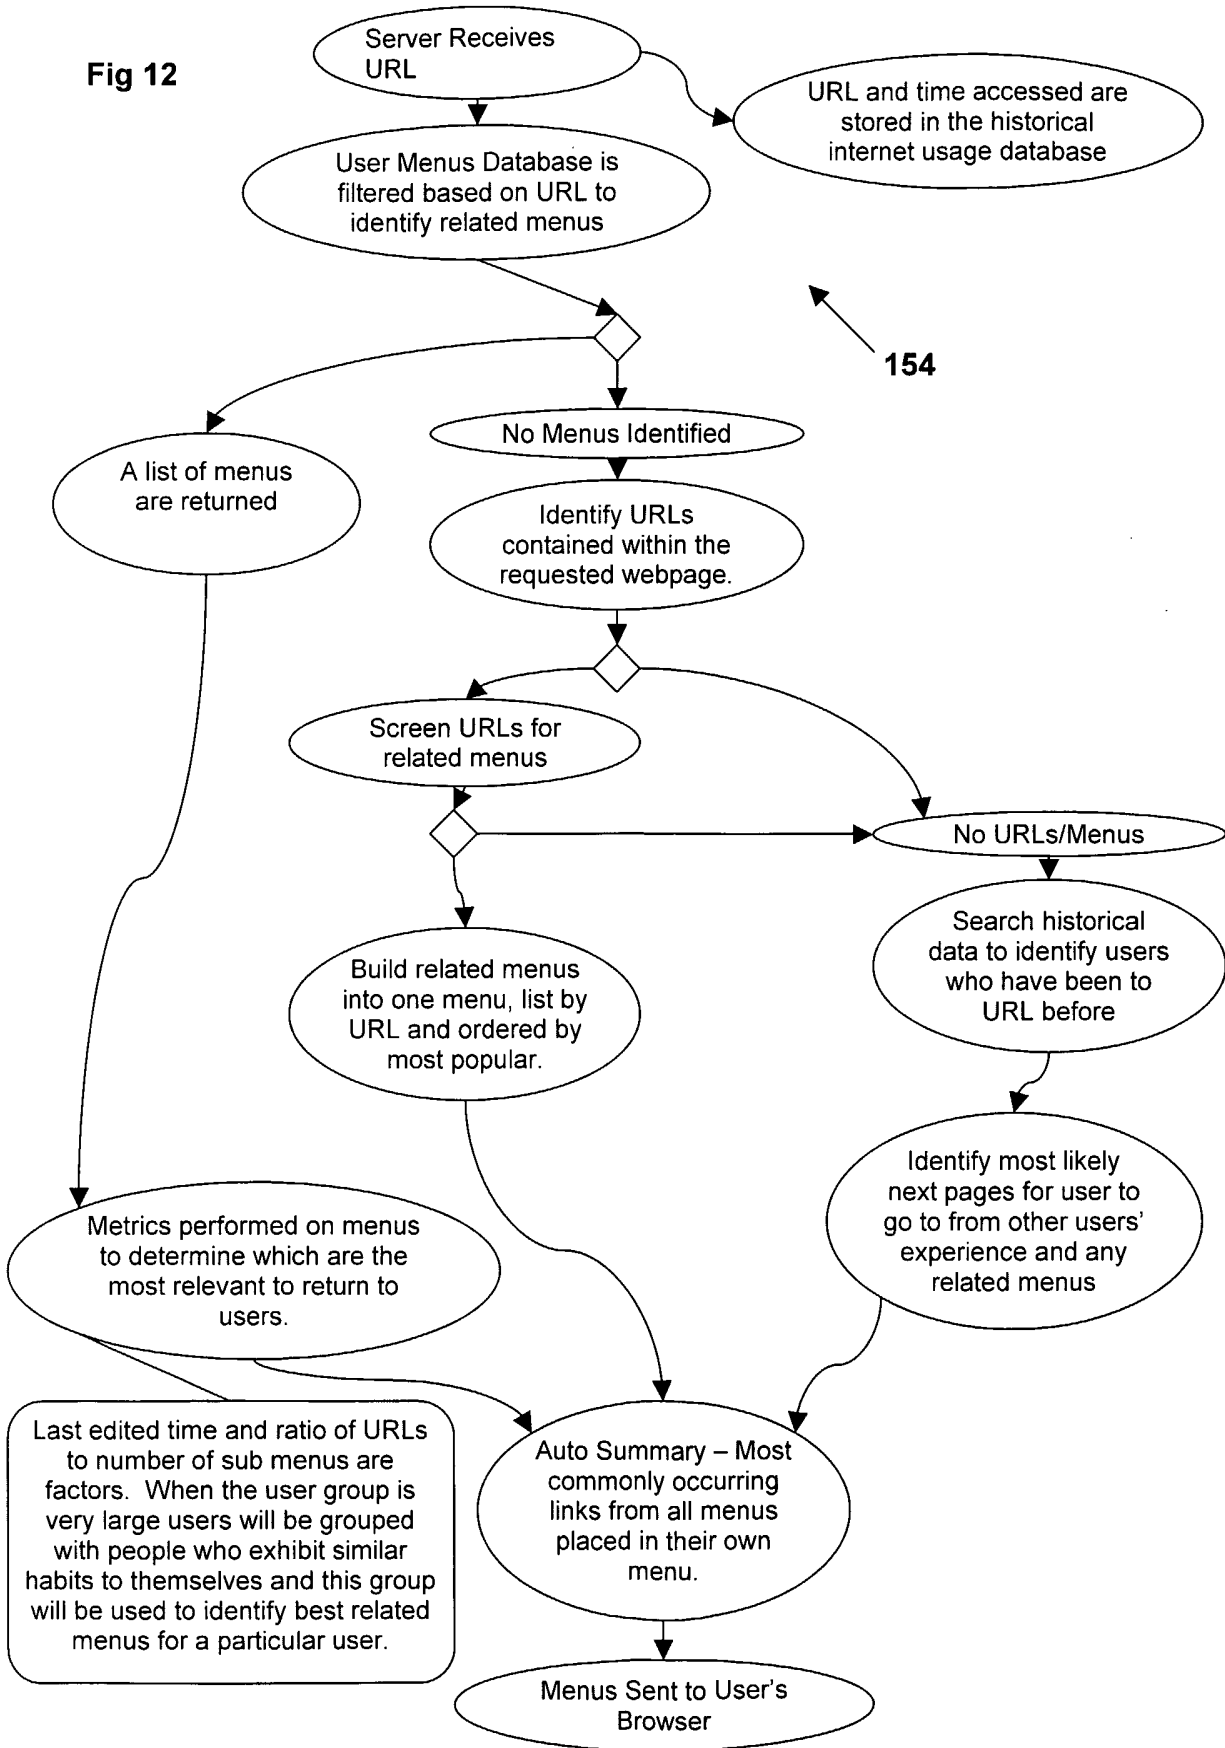 Fig 12
Server Receives
URL
URL and time accessed are
stored in the historical
internet usage database
User Menus Database is
filtered based on URL to
identify related menus
154
No Menus Identified
A list of menus
are returned
Identify URLs
contained within the
requested webpage.
Screen URLs for
related menus
No URLs/Menus
Search historical
data to identify users
who have been to
URL before
Build related menus
into one menu, list by
URL and ordered by
most popular.
Identify most likely
next pages for user to
go to from other users’
experience and any
related menus
Metrics performed on menus
to determine which are the
most relevant to return to
users.
Last edited time and ratio of URLs
to number of sub menus are
factors. When the user group is
very large users will be grouped
with people who exhibit similar
habits to themselves and this group
will be used to identify best related
menus for a particular user.
Auto Summary – Most
commonly occurring
links from all menus
placed in their own
menu.
Menus Sent to User’s
Browser